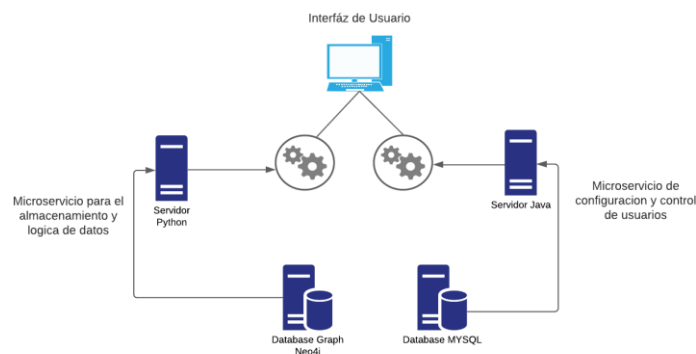 Interfáz de Usuario
Microservicio para el
almacenamiento y
logica de datos
Servidor
Python
Servidor Java
Microservicio de
configuracion y control
de usuarios
Database Graph
Neo4j
Database MYSQL